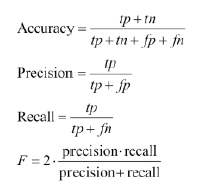 Accuracy = tp + tn / tp + tn + fp + fn
Precision = tp / tp + fp
Recall = tp / tp + fn
F = 2 · precision · recall / precision + recall